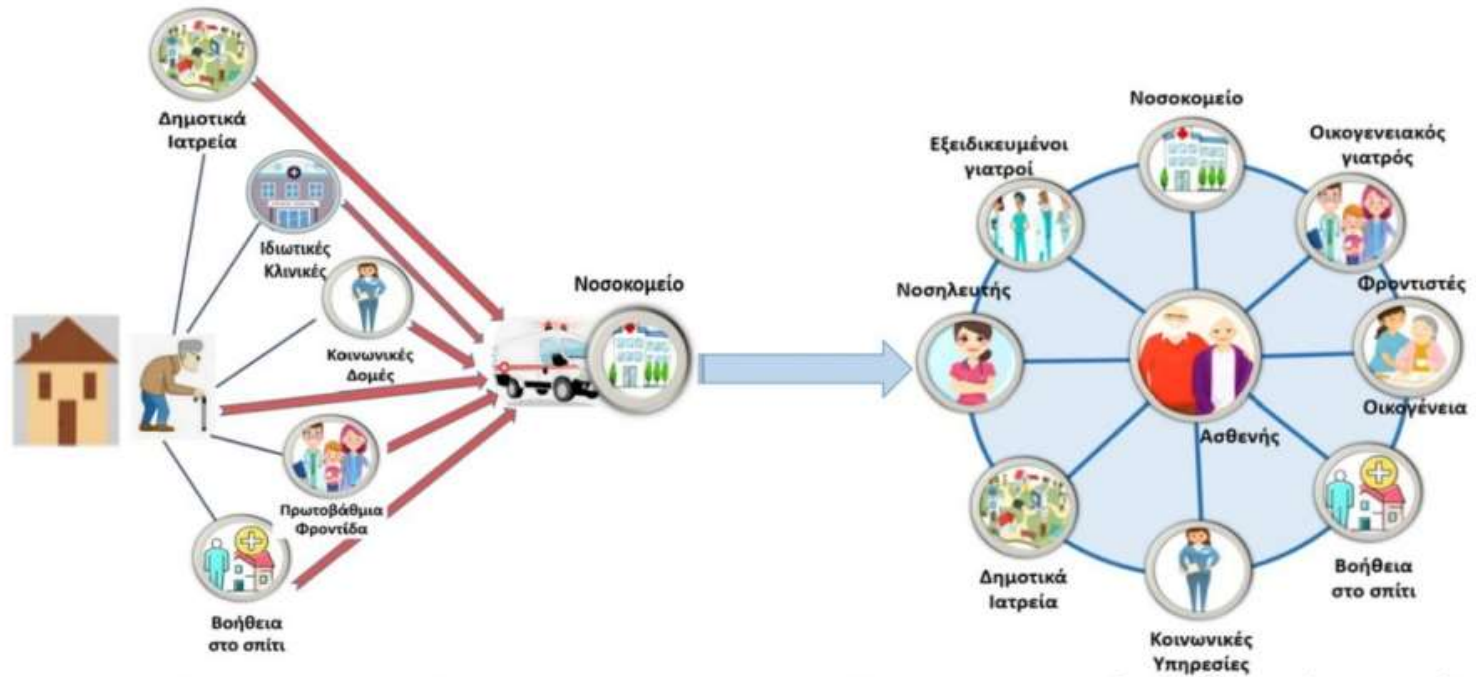 Δημοτικά
Ιατρεία
Ιδιωτικές
Κλινικές
Κοινωνικές
Δομές
Πρωτοβάθμια
Φροντίδα
Βοήθεια
στο σπίτι
Νοσοκομείο
Νοσοκομείο
Εξειδικευμένοι
γιατροί
Οικογενειακός
γιατρός
Νοσηλευτής
Φροντιστές
Οικογένεια
Ασθενής
Δημοτικά
Ιατρεία
Βοήθεια
στο σπίτι
Κοινωνικές
Υπηρεσίες